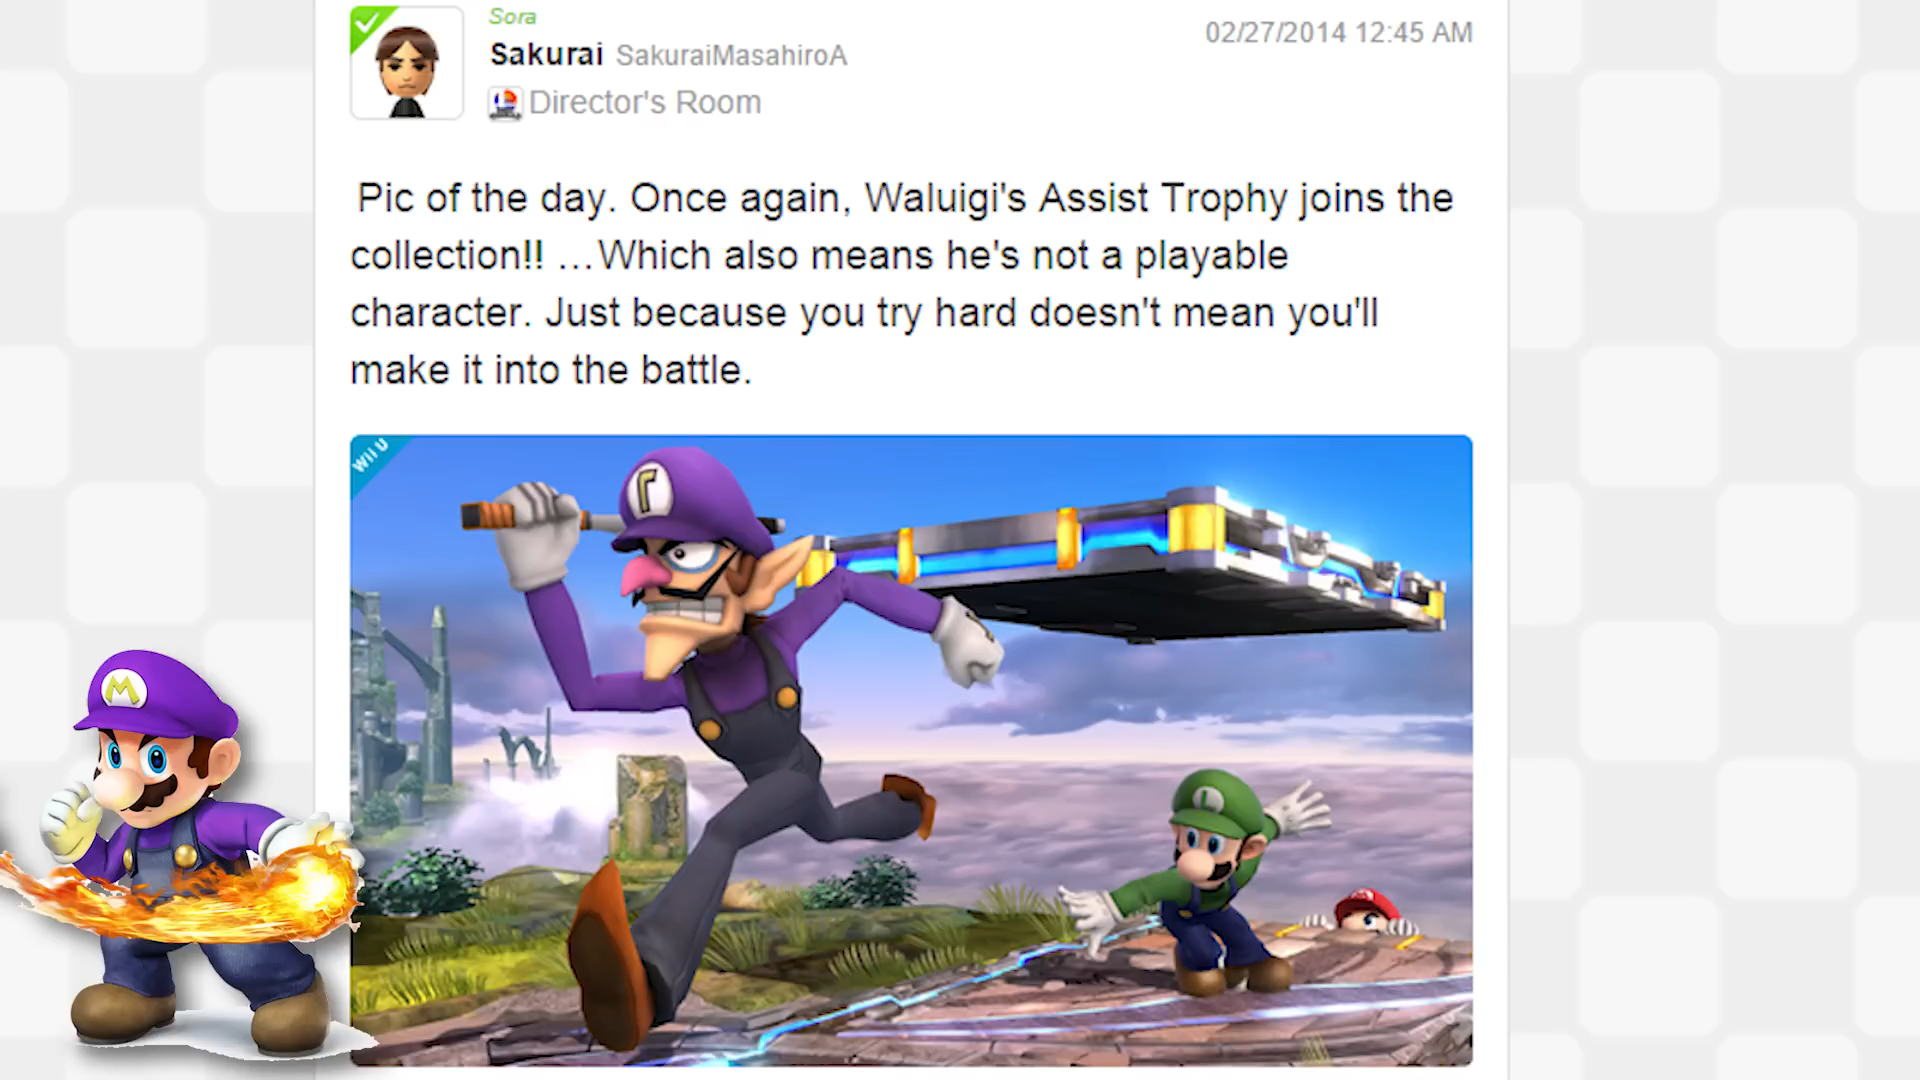 Sora
Sakurai SakuraiMasahiroA
02/27/2014 12:45 AM
Director's Room
Pic of the day. Once again, Waluigi's Assist Trophy joins the
collection!! ...Which also means he's not a playable
character. Just because you try hard doesn't mean you'll
make it into the battle.
Wii U
M
L